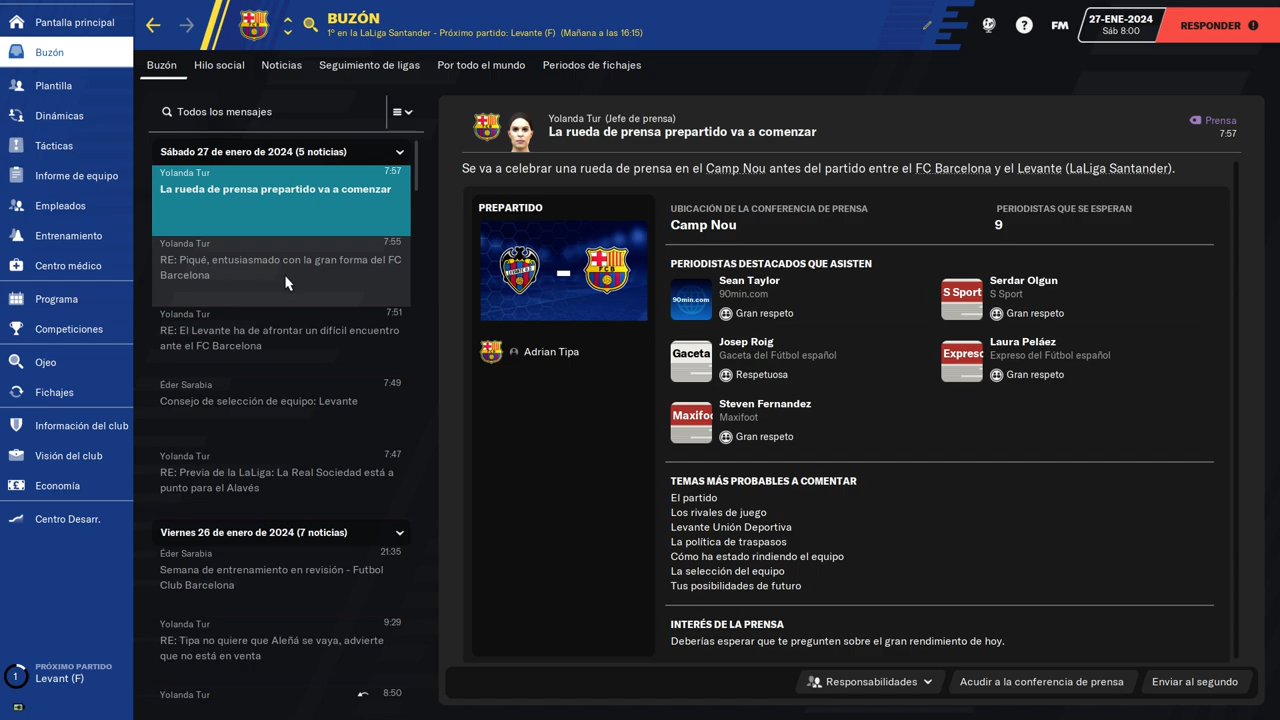 Pantalla principal
Buzón
Plantilla
Dinámicas
Tácticas
Informe de equipo
Empleados
Entrenamiento
Centro médico
Programa
Competiciones
Ojeo
Fichajes
Información del club
Visión del club
Economía
Centro Desarr.
1
PRÓXIMO PARTIDO
Levant (F)
BUZÓN
1º en la LaLiga Santander - Próximo partido: Levante (F) (Mañana a las 16:15)
FM
27-ENE-2024
Sáb 8:00
RESPONDER
Buzón
Hilo social
Noticias
Seguimiento de ligas
Por todo el mundo
Periodos de fichajes
Todos los mensajes
Sábado 27 de enero de 2024 (5 noticias)
Yolanda Tur 7:57
La rueda de prensa prepartido va a comenzar
Yolanda Tur 7:55
RE: Piqué, entusiasmado con la gran forma del FC
Barcelona
Yolanda Tur 7:51
RE: El Levante ha de afrontar un difícil encuentro
ante el FC Barcelona
Éder Sarabia 7:49
Consejo de selección de equipo: Levante
Yolanda Tur 7:47
RE: Previa de la LaLiga: La Real Sociedad está a
punto para el Alavés
Viernes 26 de enero de 2024 (7 noticias)
Éder Sarabia 21:35
Semana de entrenamiento en revisión - Futbol
Club Barcelona
Yolanda Tur 9:29
RE: Tipa no quiere que Aleñá se vaya, advierte
que no está en venta
Yolanda Tur 8:50
Yolanda Tur (Jefe de prensa)
La rueda de prensa prepartido va a comenzar
Prensa
7:57
Se va a celebrar una rueda de prensa en el Camp Nou antes del partido entre el FC Barcelona y el Levante (LaLiga Santander).
PREPARTIDO
Adrian Tipa
UBICACIÓN DE LA CONFERENCIA DE PRENSA
Camp Nou
PERIODISTAS QUE SE ESPERAN
9
PERIODISTAS DESTACADOS QUE ASISTEN
90min.com
Sean Taylor
90min.com
Gran respeto
S Sport
Serdar Olgun
S Sport
Gran respeto
Gaceta
Josep Roig
Gaceta del Fútbol español
Respetuosa
Expreso
Laura Peláez
Expreso del Fútbol español
Gran respeto
Maxifoo
Steven Fernandez
Maxifoot
Gran respeto
TEMAS MÁS PROBABLES A COMENTAR
El partido
Los rivales de juego
Levante Unión Deportiva
La política de traspasos
Cómo ha estado rindiendo el equipo
La selección del equipo
Tus posibilidades de futuro
INTERÉS DE LA PRENSA
Deberías esperar que te pregunten sobre el gran rendimiento de hoy.
Responsabilidades
Acudir a la conferencia de prensa
Enviar al segundo